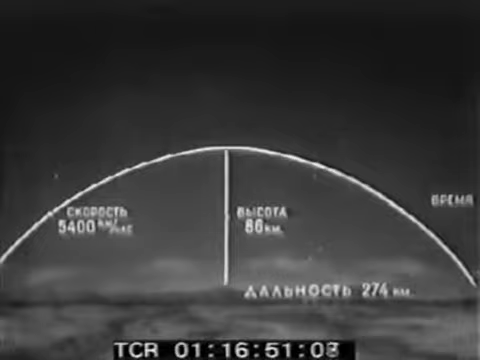 СКОРОСТЬ
5400 км/час
ВЫСОТА
86 км.
ВРЕМЯ
ДАЛЬНОСТЬ 274 км.
TCR 01:16:51:08